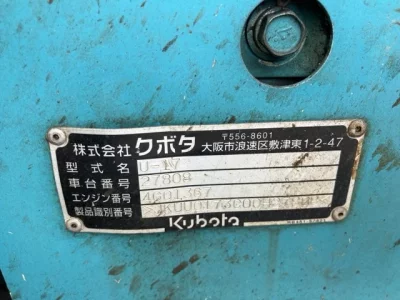 株式会社 クボタ 〒556-8601
大阪市浪速区敷津東1-2-47
型式名 U-17
車台番号 27808
エンジン番号
製品識別番号
Kubota